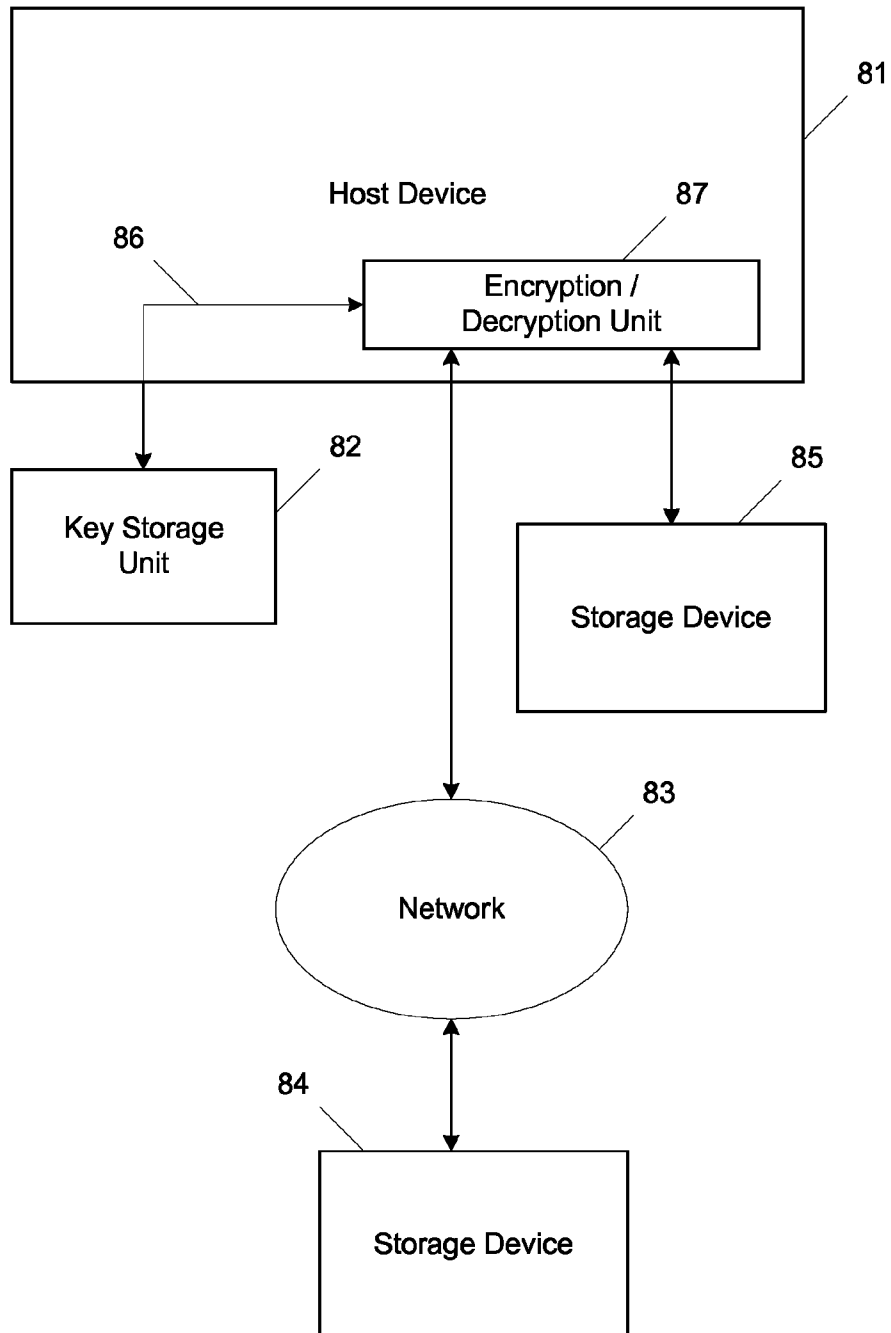 81
Host Device
87
86
Encryption /
Decryption Unit
82
85
Key Storage
Unit
Storage Device
83
Network
84
Storage Device